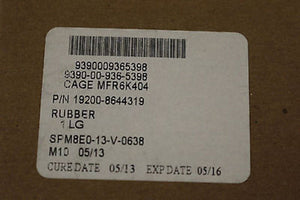 9390009365398
9390-00-936-5398
CAGE MFR6K404
P/N 19200-8644319
RUBBER
1 LG
SPM8E0-13-V-0638
M10 05/13
CURE DATE 05/13 EXP DATE 05/16